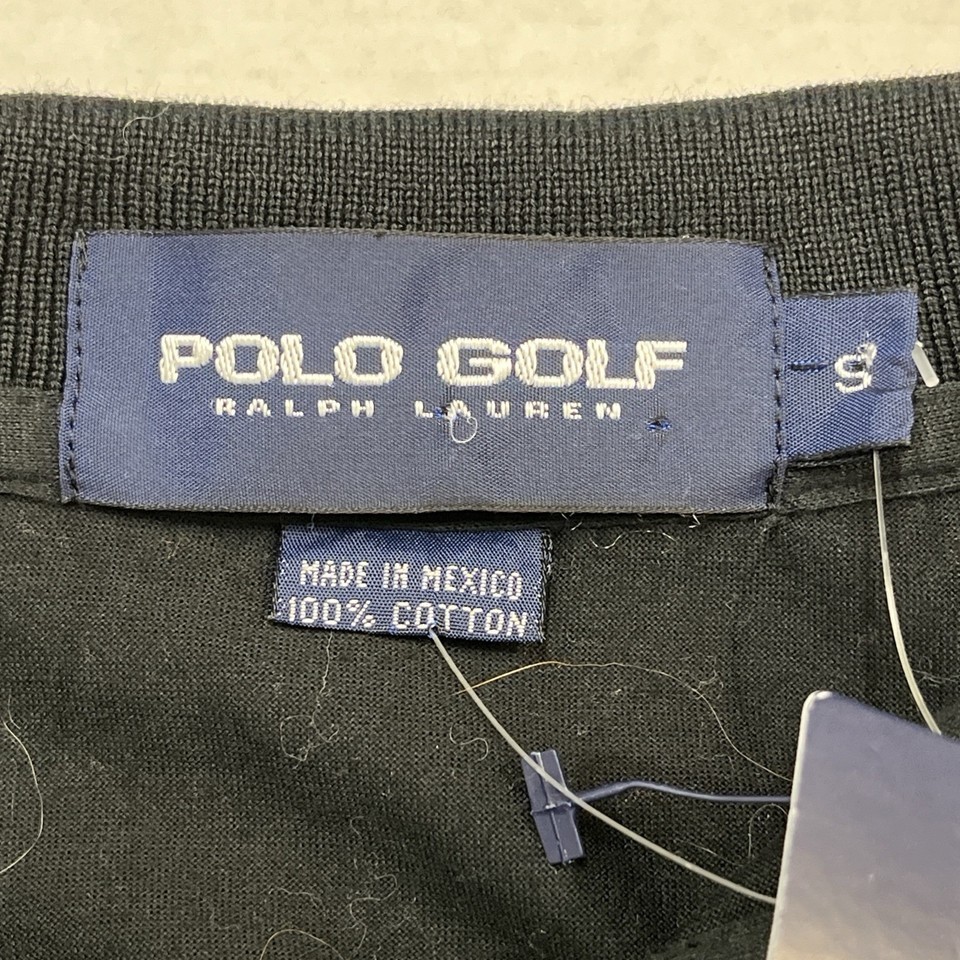 POLO GOLF
RALPH LAUREN
S
MADE IN MEXICO
100% COTTON